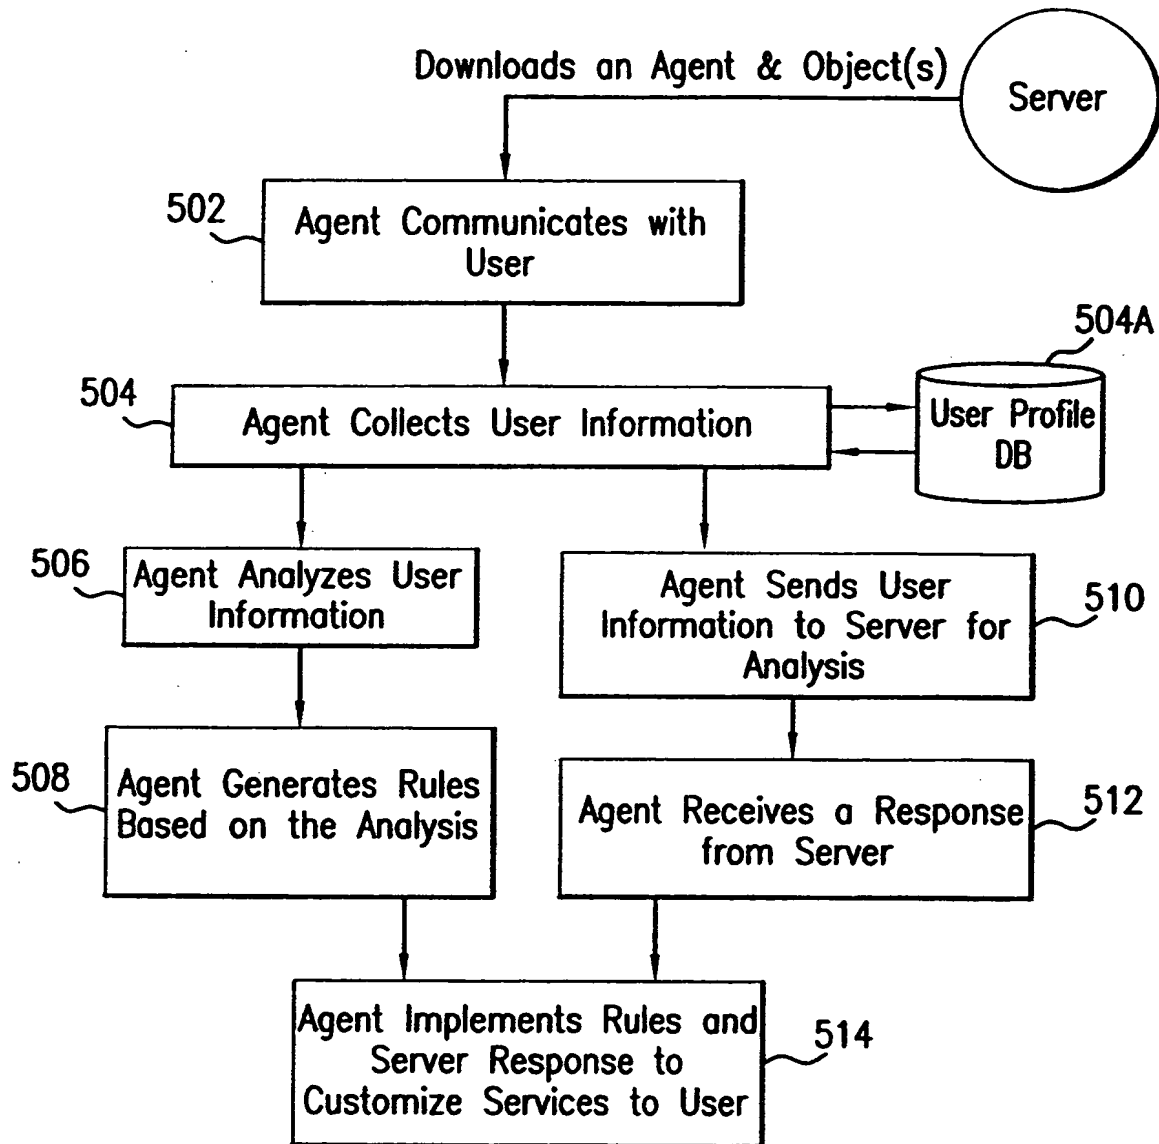 Downloads an Agent & Object(s)
Server
502
Agent Communicates with
User
504A
504
Agent Collects User Information
User Profile
DB
506
Agent Analyzes User
Information
Agent Sends User
Information to Server for
Analysis
510
508
Agent Generates Rules
Based on the Analysis
Agent Receives a Response
from Server
512
Agent Implements Rules and
Server Response to
Customize Services to User
514